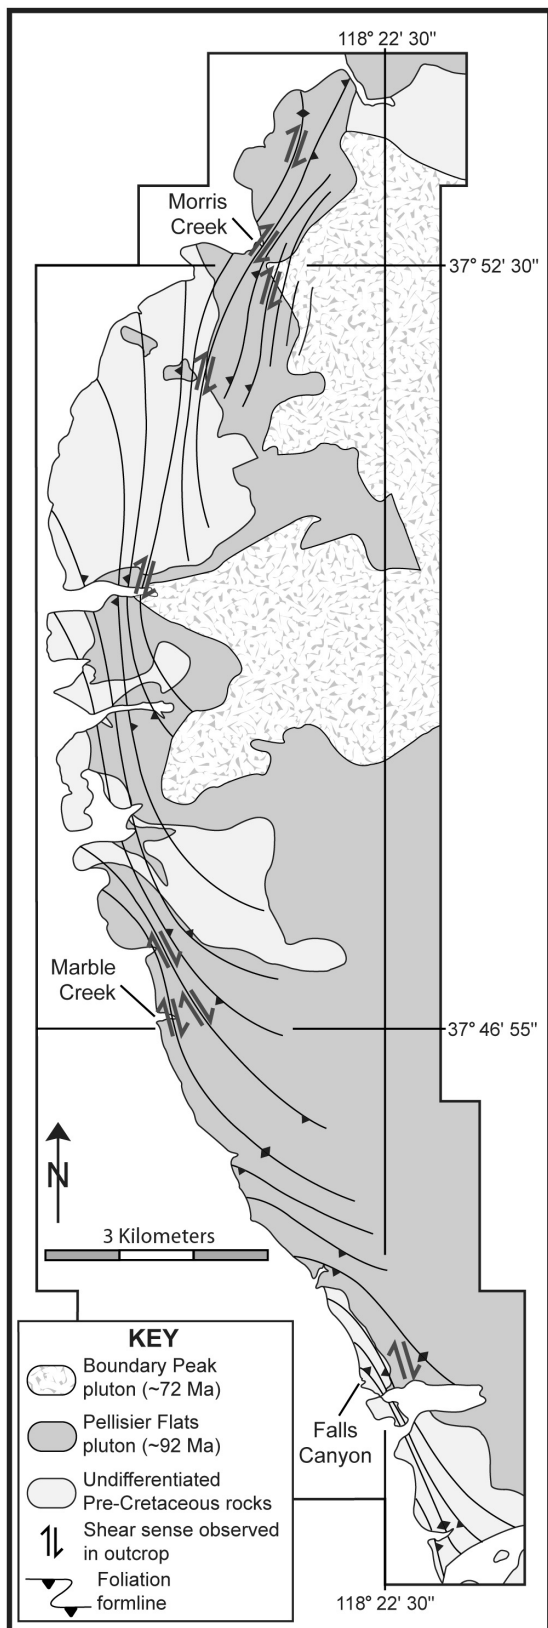 118° 22' 30"
Morris
Creek
37° 52' 30"
Marble
Creek
37° 46' 55"
N
3 Kilometers
KEY
Boundary Peak
pluton (~72 Ma)
Pellisier Flats
pluton (~92 Ma)
Undifferentiated
Pre-Cretaceous rocks
Shear sense observed
in outcrop
Foliation
formline
Falls
Canyon
118° 22' 30"